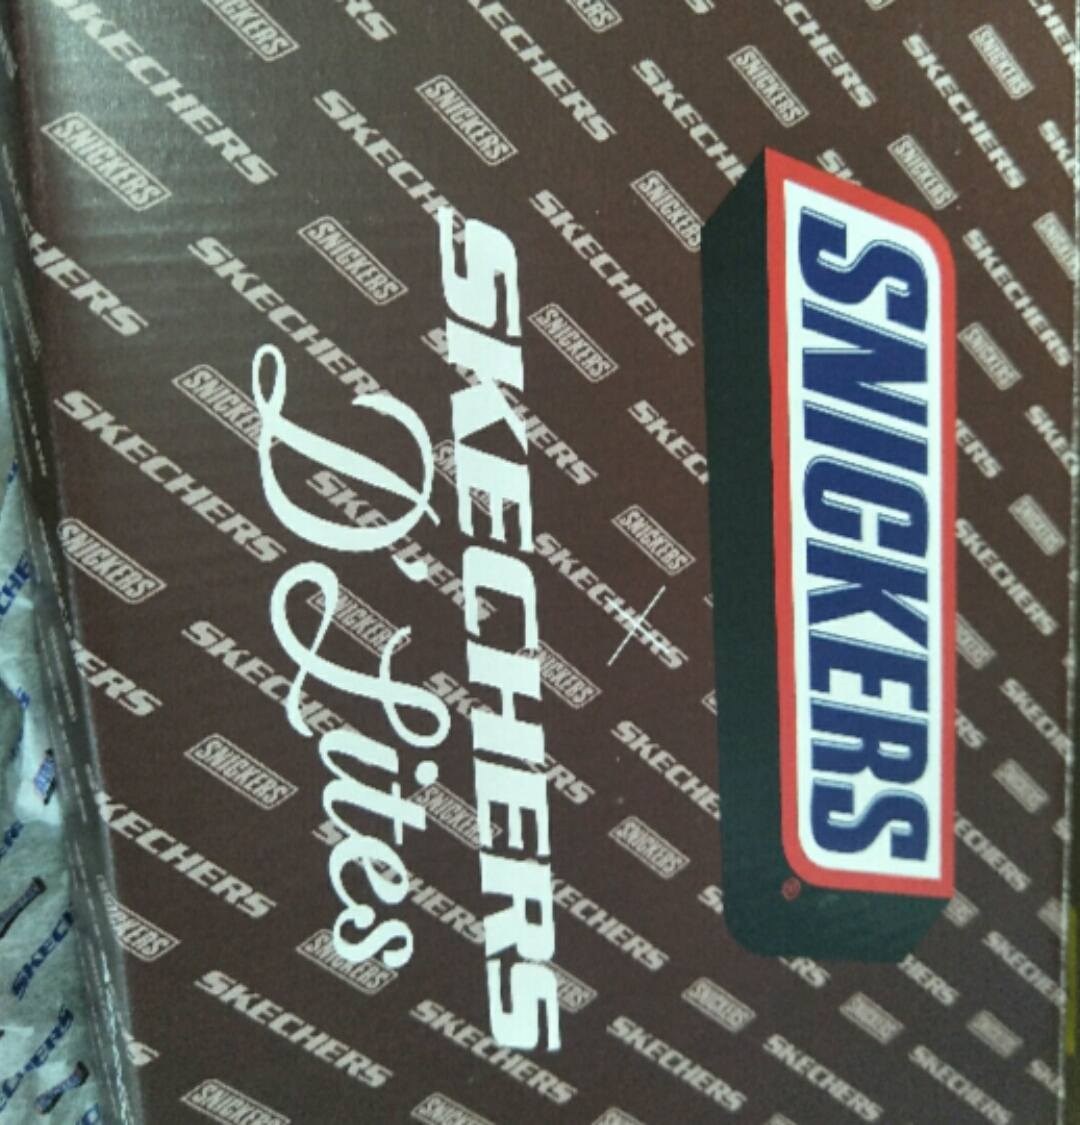 SNICKERS
®
+
SKECHERS
D'Lites